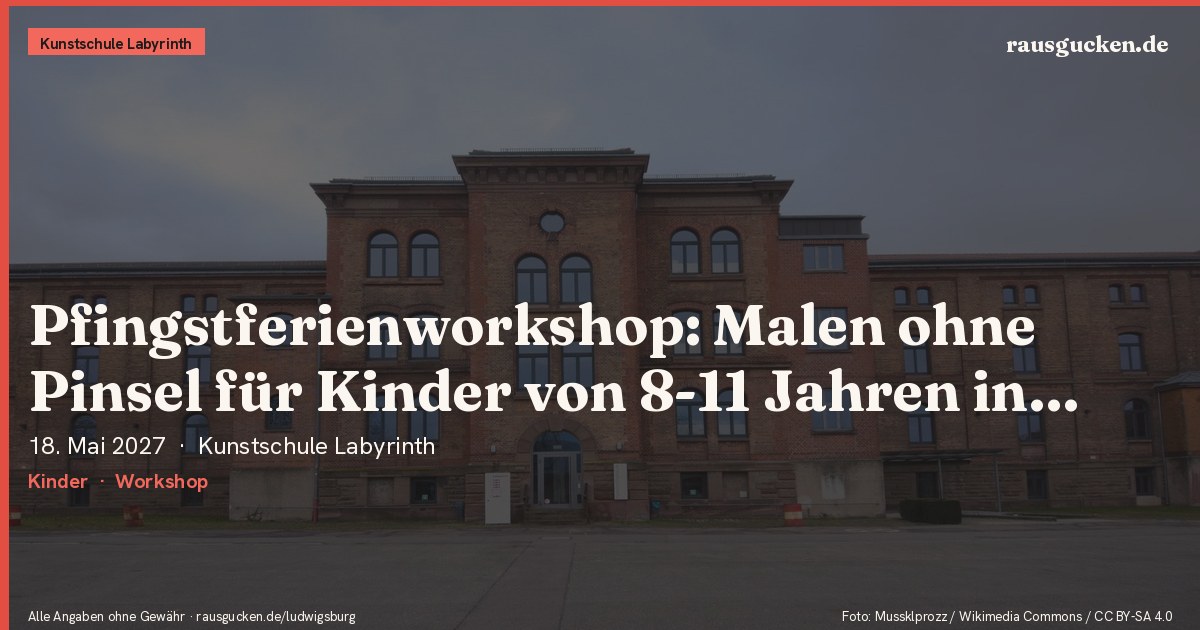 Kunstschule Labyrinth
rausgucken.de
Pfingstferienworkshop: Malen ohne
Pinsel für Kinder von 8-11 Jahren in...
18. Mai 2027 · Kunstschule Labyrinth
Kinder · Workshop
Alle Angaben ohne Gewähr · rausgucken.de/ludwigsburg
Foto: Mussklprozz / Wikimedia Commons / CC BY-SA 4.0